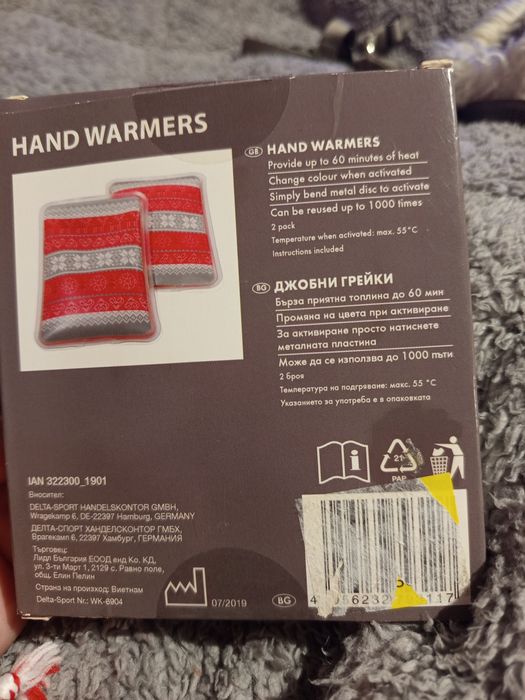 HAND WARMERS
GB HAND WARMERS
Provide up to 60 minutes of heat
Change colour when activated
Simply bend metal disc to activate
Can be reused up to 1000 times
2 pack
Temperature when activated: max. 55°C
Instructions included
BG ДЖОБНИ ГРЕЙКИ
Бърза приятна топлина до 60 мин
Промяна на цвета при активиране
За активиране просто натиснете
металната пластина
Може да се използва до 1000 пъти
2 броя
Температура на подгряване: макс. 55 °C
Указанието за употреба е в опаковката
21
PAP
IAN 322300_1901
Вносител:
DELTA-SPORT HANDELSKONTOR GMBH,
Wragekamp 6, DE-22397 Hamburg, GERMANY
ДЕЛТА-СПОРТ ХАНДЕЛСКОНТОР ГМБХ,
Врагекамп 6, 22397 Хамбург, ГЕРМАНИЯ
Търговец:
Лидл България ЕООД енд Ко. КД,
ул. 3-ти Март 1, 2129 с. Равно поле,
общ. Елин Пелин
Страна на произход: Виетнам
Delta-Sport Nr.: WK-6904
07/2019
BG